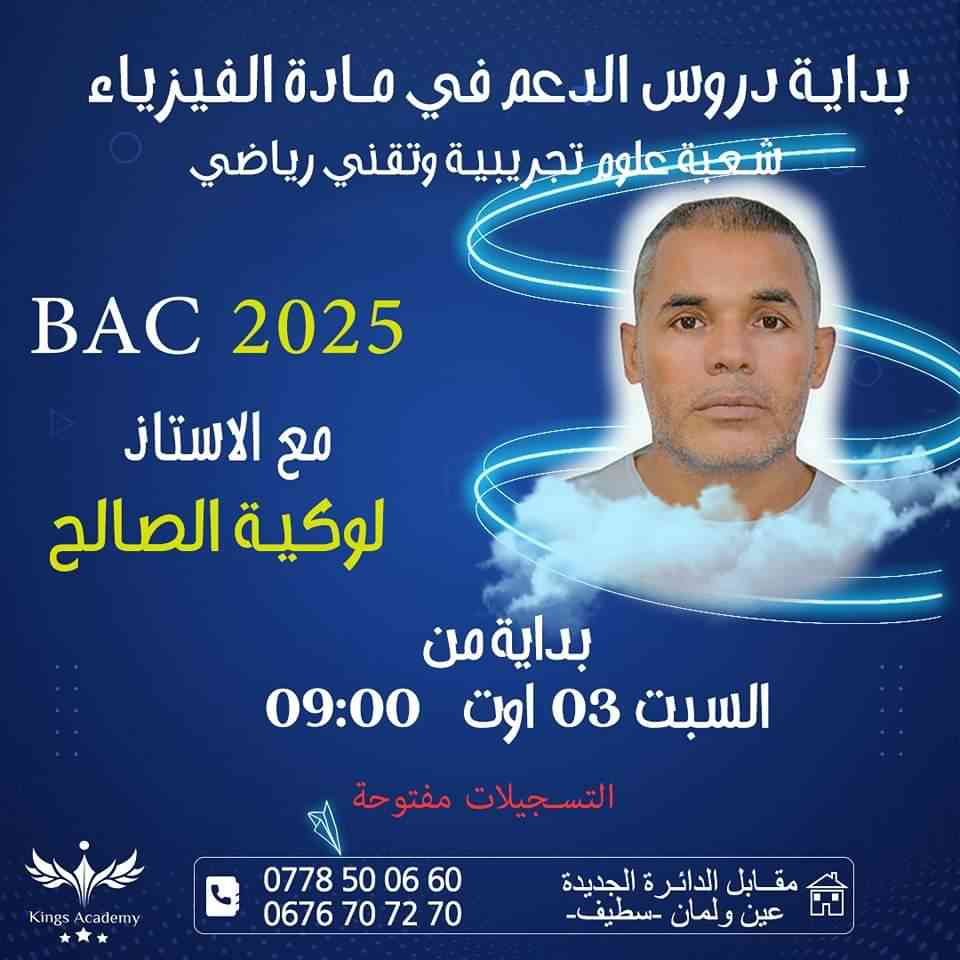 بداية دروس الدعم في مادة الفيزياء
شعبة علوم تجريبية وتقني رياضي
BAC 2025
مع الاستاذ
لوكية الصالح
بداية من
السبت 03 اوت 09:00
التسجيلات مفتوحة
مقابل الدائرة الجديدة
عين ولمان -سطيف-
0778 50 06 60
0676 70 72 70
Kings Academy